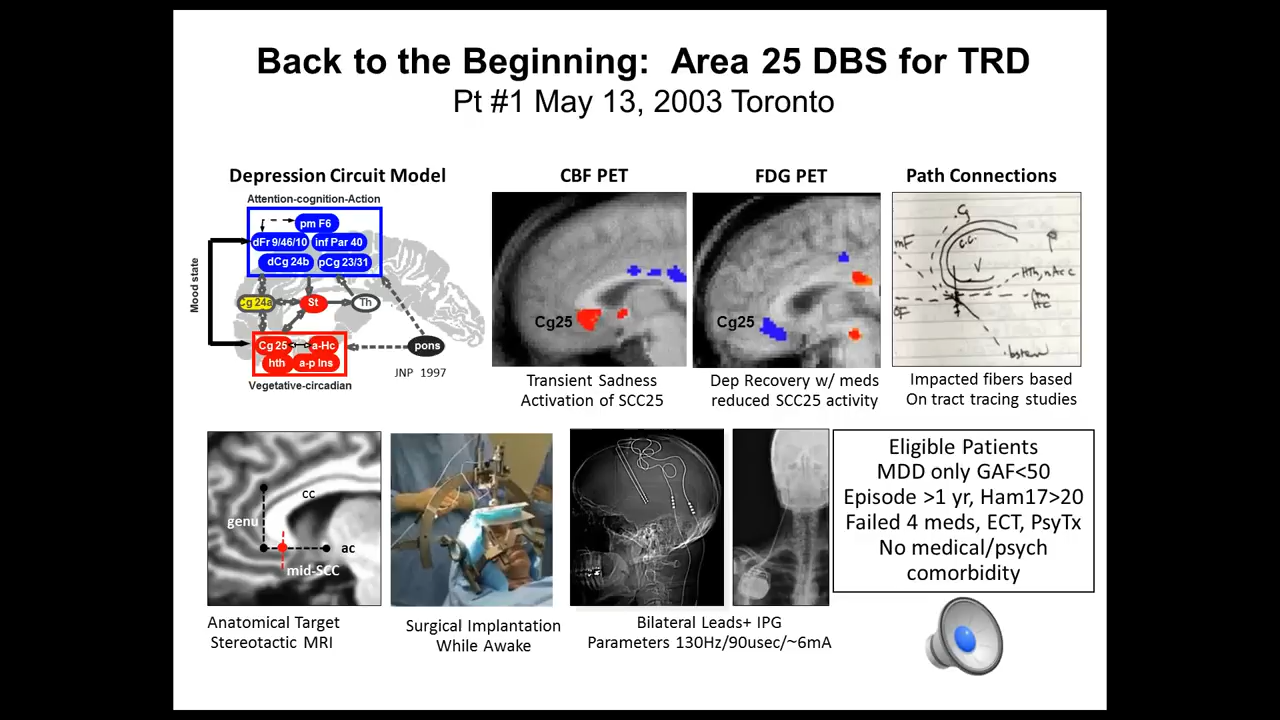 Back to the Beginning: Area 25 DBS for TRD
Pt #1 May 13, 2003 Toronto
Depression Circuit Model
Attention-cognition-Action
pm F6
dFr 9/46/10 inf Par 40
dCg 24b pCg 23/31
Mood state
Cg 24a St Th
Cg 25 a-Hc
hth a-p Ins
pons
Vegetative-circadian
JNP 1997
CBF PET
Cg25
Transient Sadness
Activation of SCC25
FDG PET
Cg25
Dep Recovery w/ meds
reduced SCC25 activity
Path Connections
mF
c.c.
V
HTh, nAcc
OF
Impacted fibers based
On tract tracing studies
cc
genu
ac
mid-SCC
Anatomical Target
Stereotactic MRI
Surgical Implantation
While Awake
Bilateral Leads+ IPG
Parameters 130Hz/90usec/~6mA
Eligible Patients
MDD only GAF<50
Episode >1 yr, Ham17>20
Failed 4 meds, ECT, PsyTx
No medical/psych
comorbidity